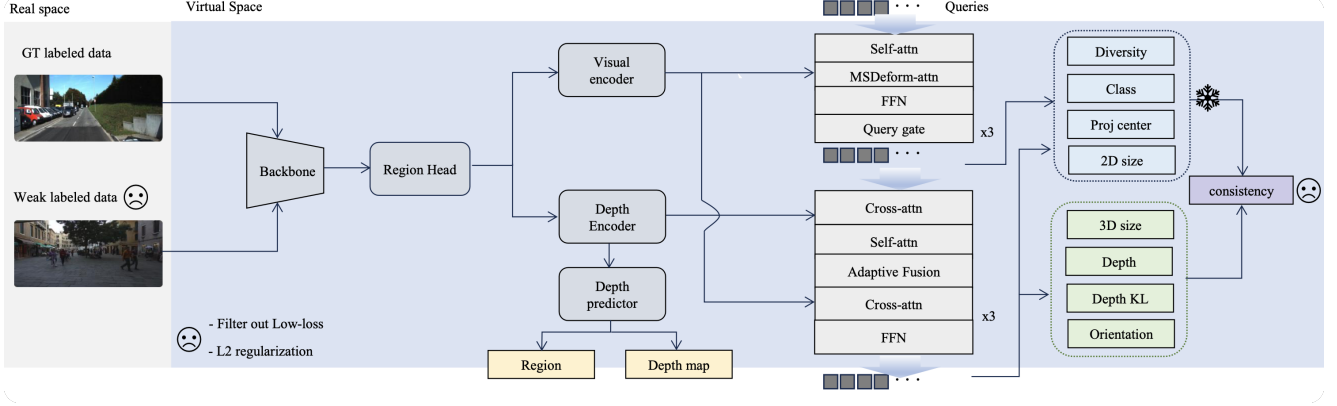 Real space
Virtual Space
Queries
GT labeled data
Weak labeled data
Backbone
Region Head
Visual
encoder
Depth
Encoder
Depth
predictor
Region
Depth map
- Filter out Low-loss
- L2 regularization
Self-attn
MSDeform-attn
FFN
Query gate
x3
Cross-attn
Self-attn
Adaptive Fusion
Cross-attn
FFN
x3
Diversity
Class
Proj center
2D size
consistency
3D size
Depth
Depth KL
Orientation